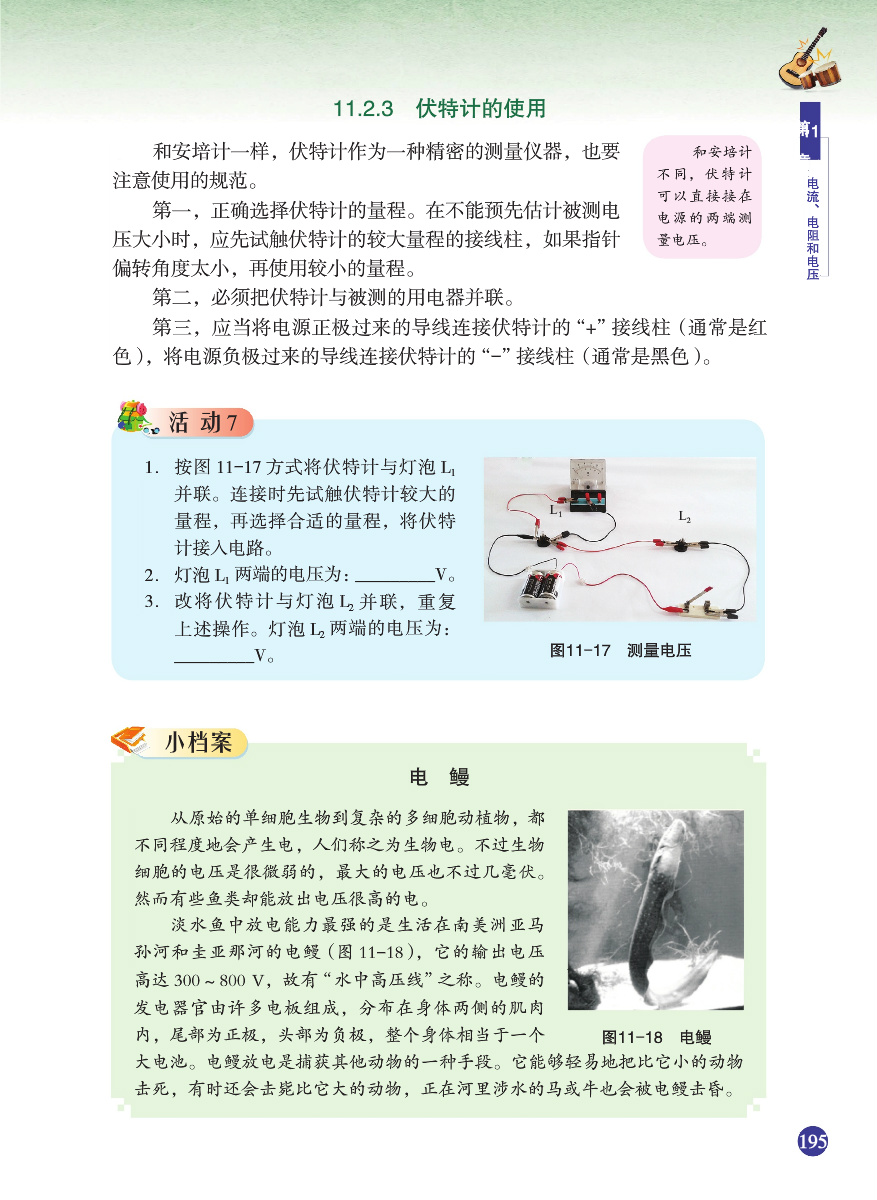 11.2.3 伏特计的使用
和安培计一样，伏特计作为一种精密的测量仪器，也要
注意使用的规范。
第一，正确选择伏特计的量程。在不能预先估计被测电
压大小时，应先试触伏特计的较大量程的接线柱，如果指针
偏转角度太小，再使用较小的量程。
第二，必须把伏特计与被测的用电器并联。
第三，应当将电源正极过来的导线连接伏特计的“+”接线柱（通常是红
色），将电源负极过来的导线连接伏特计的“-”接线柱（通常是黑色）。
和安培计
不同，伏特计
可以直接接在
电源的两端测
量电压。
第1
章
电流、电阻和电压
活动7
1. 按图 11-17 方式将伏特计与灯泡 L₁
并联。连接时先试触伏特计较大的
量程，再选择合适的量程，将伏特
计接入电路。
2. 灯泡 L₁ 两端的电压为：________V。
3. 改将伏特计与灯泡 L₂ 并联，重复
上述操作。灯泡 L₂ 两端的电压为：
________V。
L₁
L₂
图11-17 测量电压
小档案
电 鳗
从原始的单细胞生物到复杂的多细胞动植物，都
不同程度地会产生电，人们称之为生物电。不过生物
细胞的电压是很微弱的，最大的电压也不过几毫伏。
然而有些鱼类却能放出电压很高的电。
淡水鱼中放电能力最强的是生活在南美洲亚马
孙河和圭亚那河的电鳗（图 11-18），它的输出电压
高达 300 ~ 800 V，故有“水中高压线”之称。电鳗的
发电器官由许多电板组成，分布在身体两侧的肌肉
内，尾部为正极，头部为负极，整个身体相当于一个
大电池。电鳗放电是捕获其他动物的一种手段。它能够轻易地把比它小的动物
击死，有时还会击毙比它大的动物，正在河里涉水的马或牛也会被电鳗击昏。
图11-18 电鳗
195